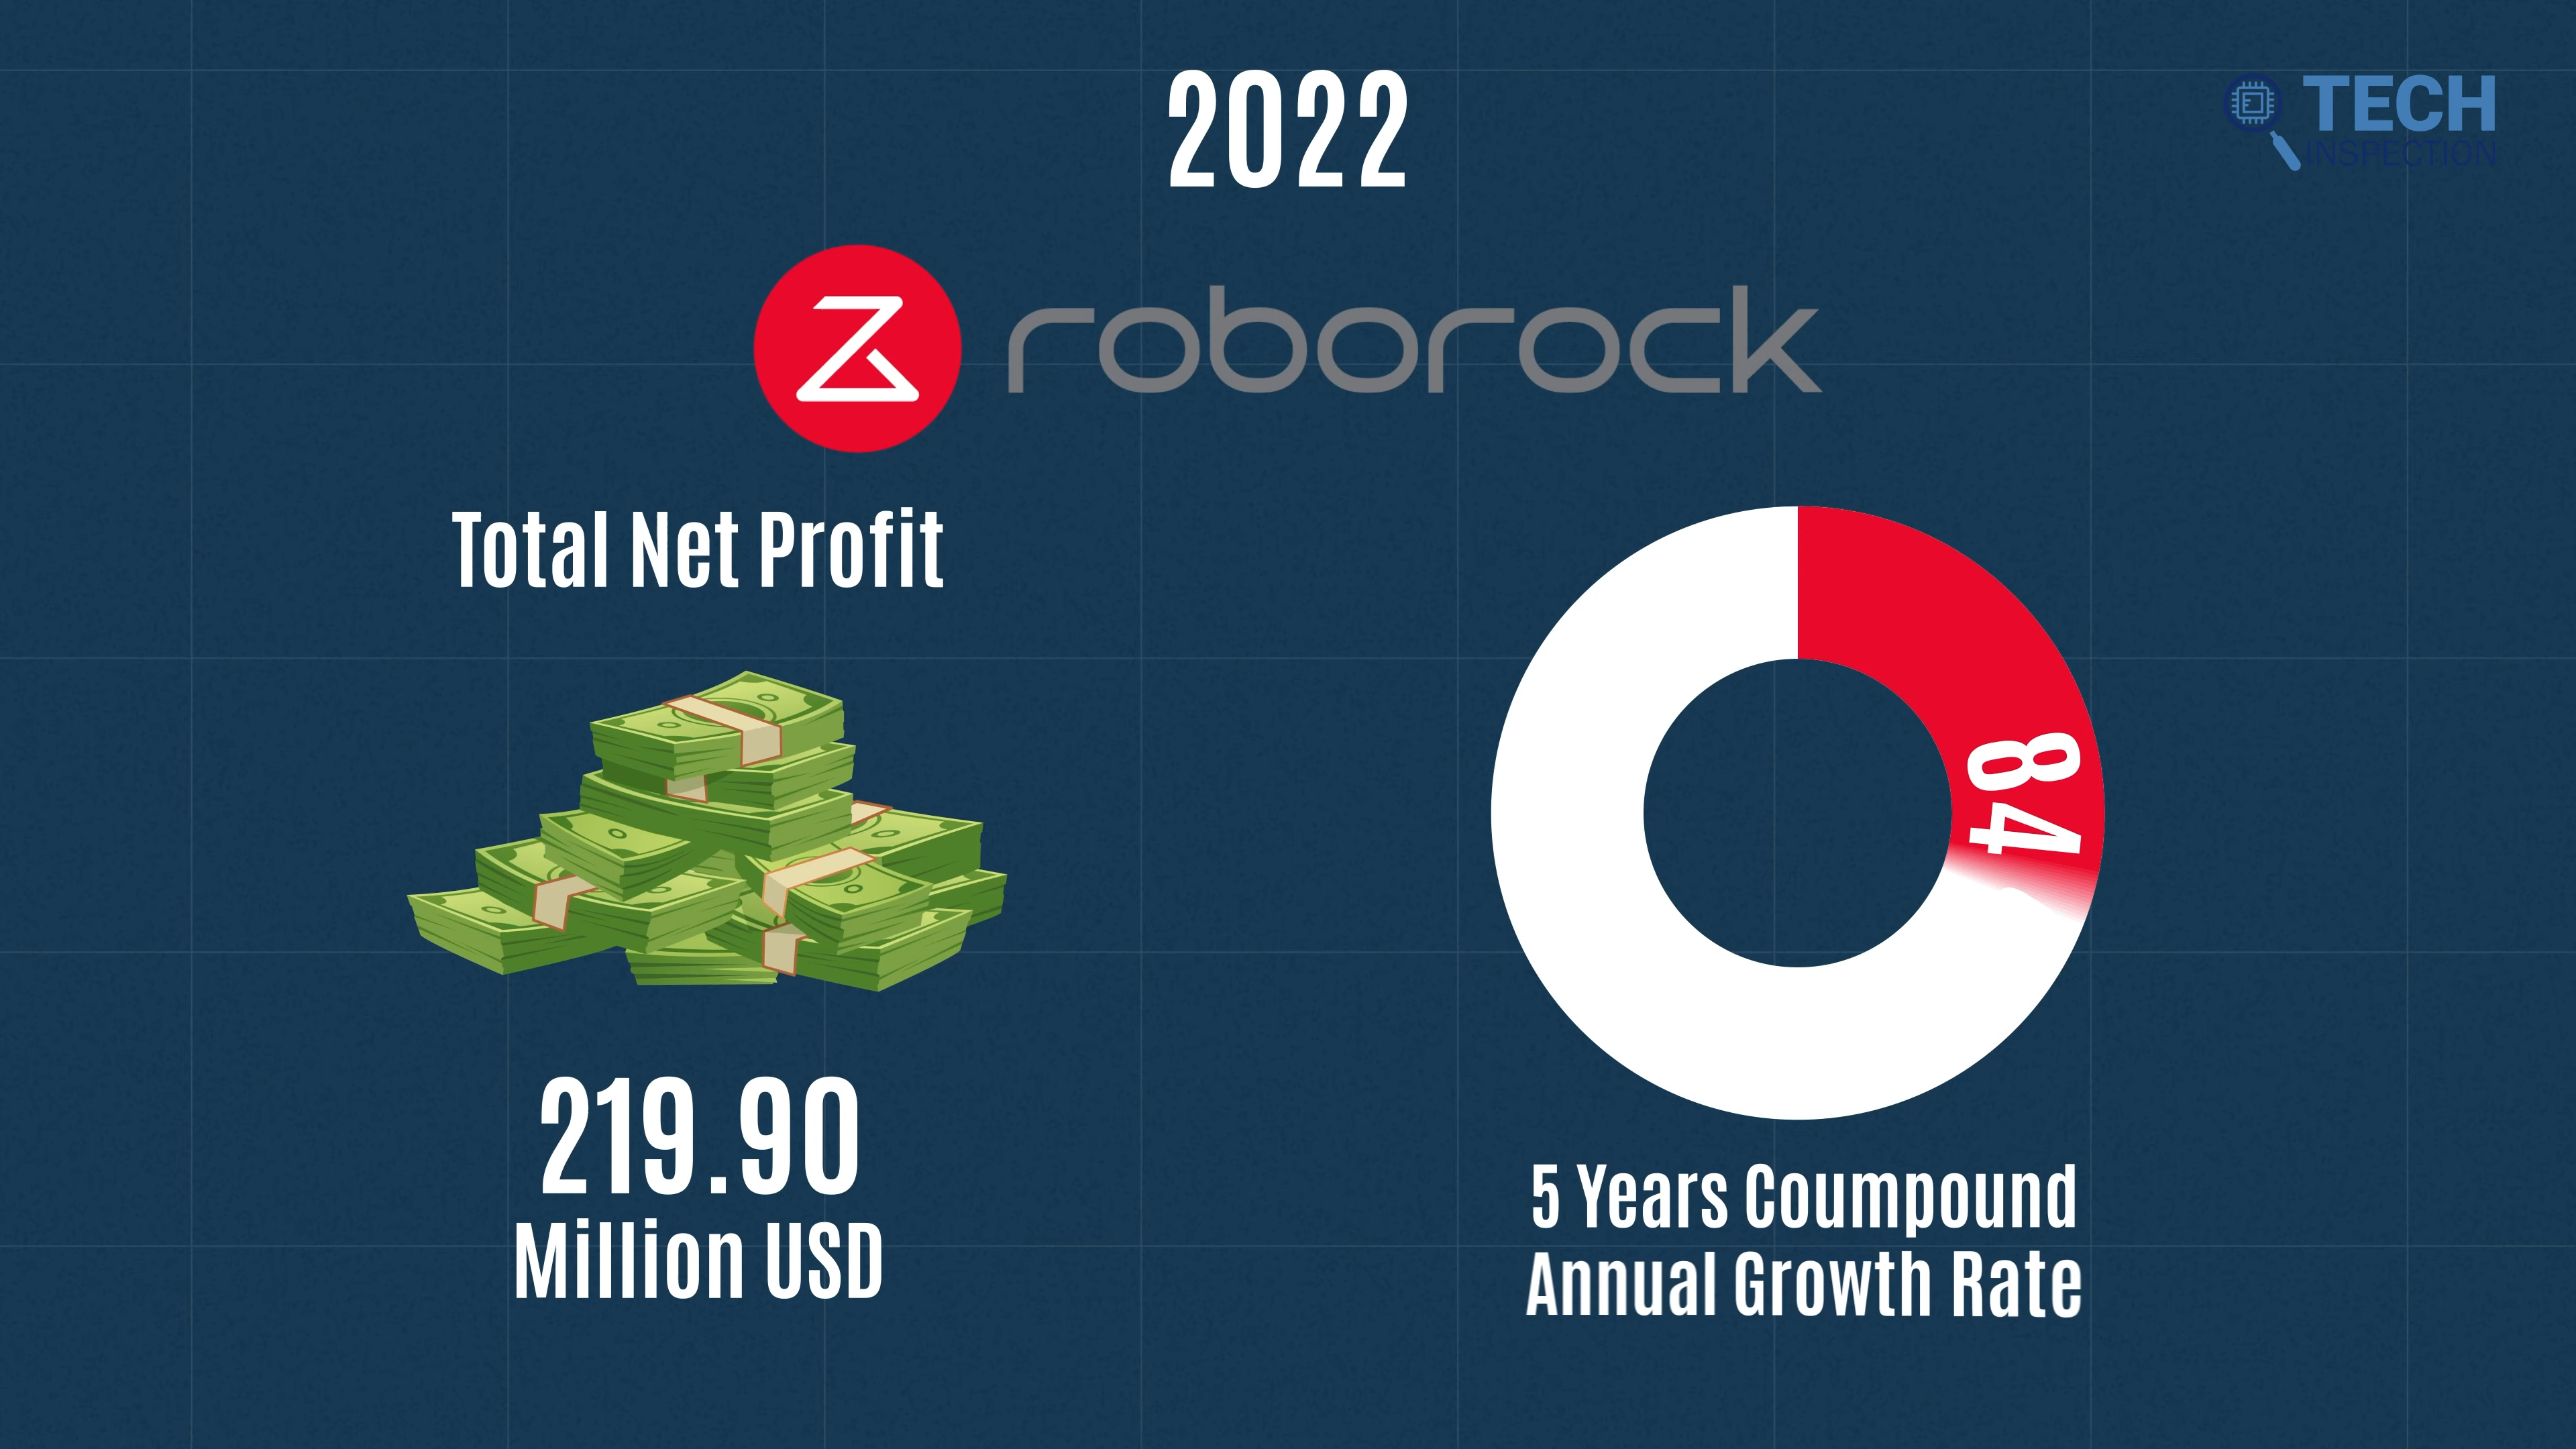 2022
TECH
INSPECTION
roborock
Total Net Profit
84
219.90
Million USD
5 Years Coumpound
Annual Growth Rate